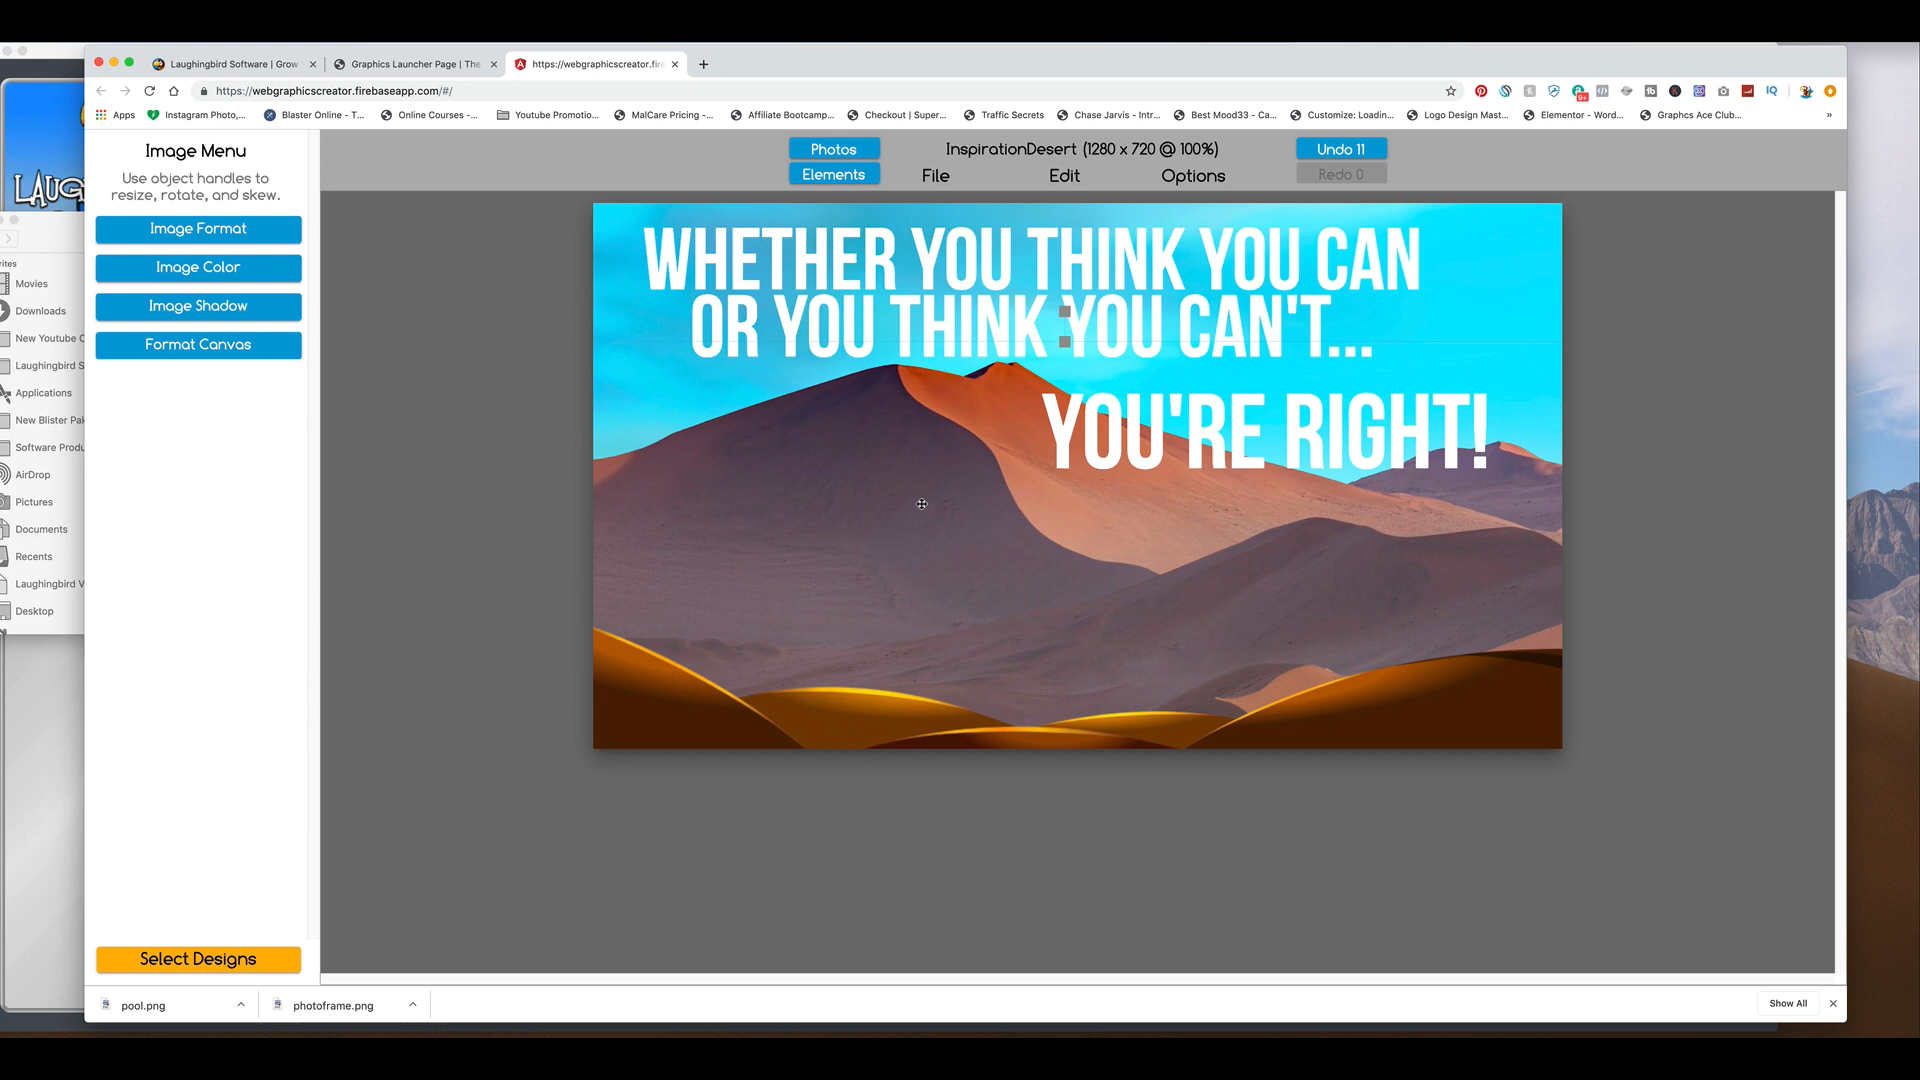 Laughingbird Software | Grow
Graphics Launcher Page | The
https://webgraphicscreator.fire
https://webgraphicscreator.firebaseapp.com/#/
Apps
Instagram Photo,...
Blaster Online - T...
Online Courses -...
Youtube Promotio...
MalCare Pricing -...
Affiliate Bootcamp...
Checkout | Super...
Traffic Secrets
Chase Jarvis - Intr...
Best Mood33 - Ca...
Customize: Loadin...
Logo Design Mast...
Elementor - Word...
Graphcs Ace Club...
»
Image Menu
Use object handles to
resize, rotate, and skew.
Image Format
Image Color
Image Shadow
Format Canvas
Select Designs
Photos
Elements
InspirationDesert (1280 x 720 @ 100%)
File
Edit
Options
Undo 11
Redo 0
WHETHER YOU THINK YOU CAN
OR YOU THINK YOU CAN'T...
YOU'RE RIGHT!
LAUG
rites
Movies
Downloads
New Youtube C
Laughingbird S
Applications
New Blister Pak
Software Produ
AirDrop
Pictures
Documents
Recents
Laughingbird V
Desktop
pool.png
photoframe.png
Show All